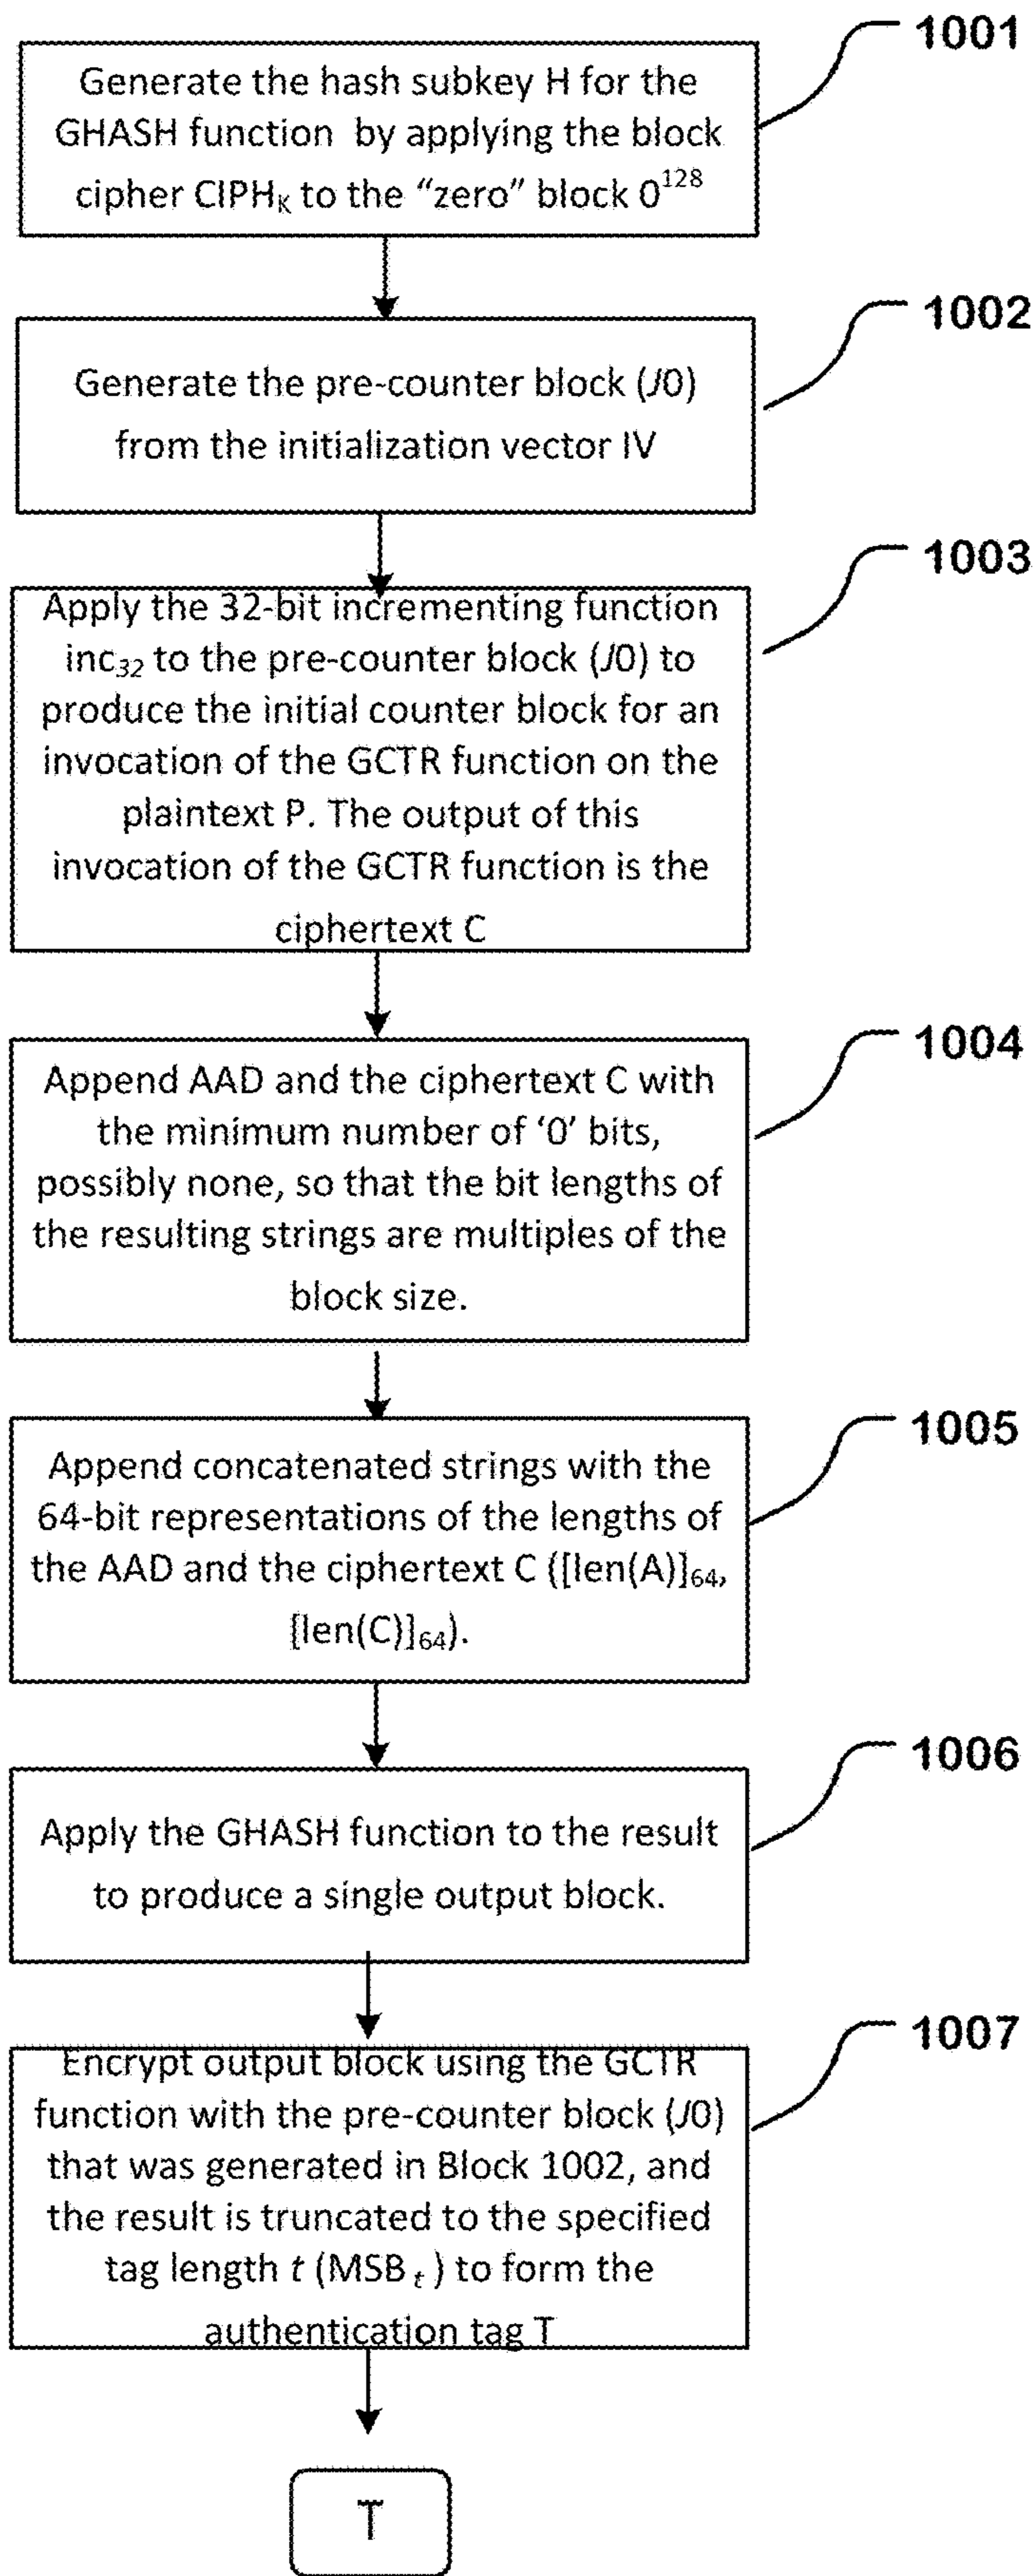 1001
Generate the hash subkey H for the
GHASH function by applying the block
cipher CIPHK to the “zero” block 0128
1002
Generate the pre-counter block (J0)
from the initialization vector IV
1003
Apply the 32-bit incrementing function
inc32 to the pre-counter block (J0) to
produce the initial counter block for an
invocation of the GCTR function on the
plaintext P. The output of this
invocation of the GCTR function is the
ciphertext C
1004
Append AAD and the ciphertext C with
the minimum number of ‘0’ bits,
possibly none, so that the bit lengths of
the resulting strings are multiples of the
block size.
1005
Append concatenated strings with the
64-bit representations of the lengths of
the AAD and the ciphertext C ([len(A)]64,
[len(C)]64).
1006
Apply the GHASH function to the result
to produce a single output block.
1007
Encrypt output block using the GCTR
function with the pre-counter block (J0)
that was generated in Block 1002, and
the result is truncated to the specified
tag length t (MSB t ) to form the
authentication tag T
T